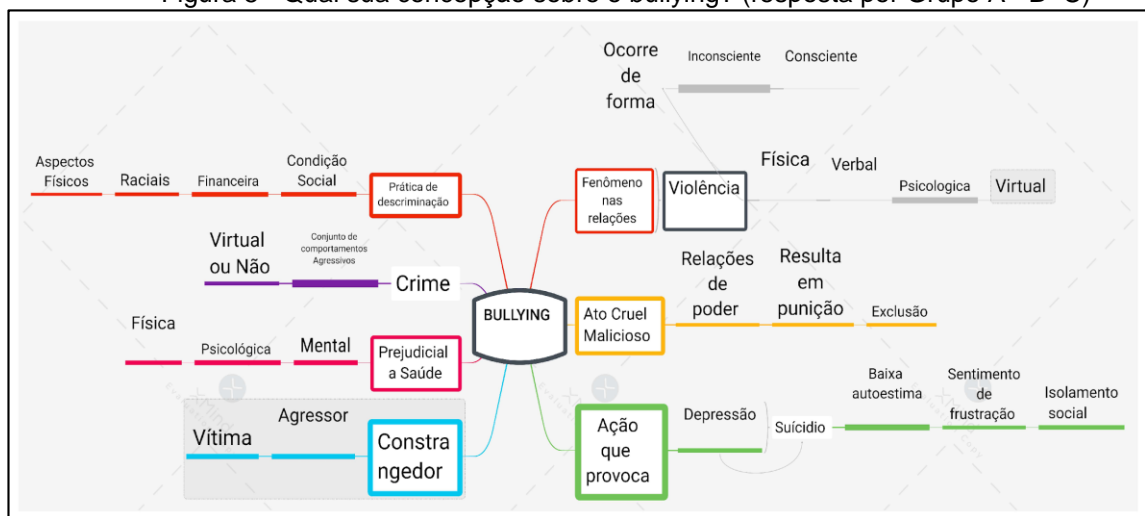 Figura 3 - Qual sua concepção sobre o bullying? (resposta por Grupo A - B- C)
Ocorre
de
forma
Inconsciente
Consciente
Aspectos
Físicos
Raciais
Financeira
Condição
Social
Prática de
descriminação
Fenômeno
nas
relações
Violência
Física
Verbal
Psicologica
Virtual
Virtual
ou Não
Conjunto de
comportamentos
Agressivos
Crime
BULLYING
Ato Cruel
Malicioso
Relações
de
poder
Resulta
em
punição
Exclusão
Física
Psicológica
Mental
Prejudicial
a Saúde
Vítima
Agressor
Constra
ngedor
Ação
que
provoca
Depressão
Suícidio
Baixa
autoestima
Sentimento
de
frustração
Isolamento
social